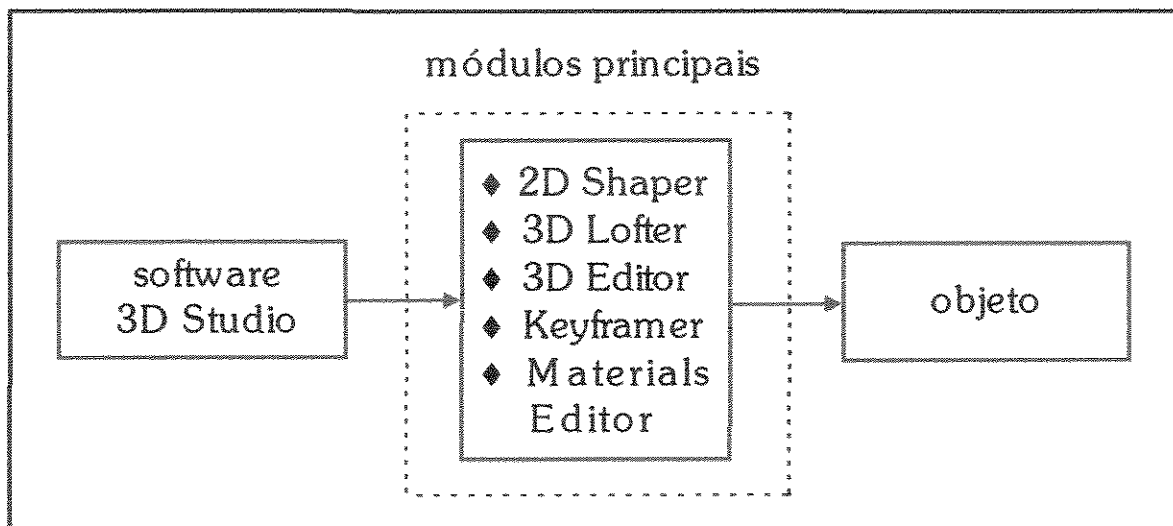 módulos principais
software
3D Studio
♦ 2D Shaper
♦ 3D Lofter
♦ 3D Editor
♦ Keyframer
♦ Materials
Editor
objeto